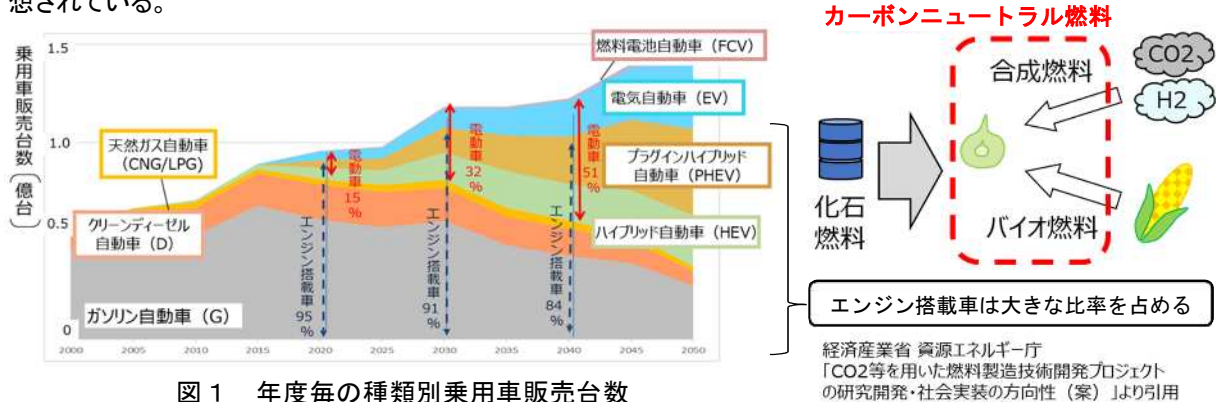 想されている。
乗用車販売台数(億台)
1.5
1.0
0.5
0
燃料電池自動車（FCV）
電気自動車（EV）
天然ガス自動車
(CNG/LPG)
プラグインハイブリッド
自動車（PHEV）
クリーンディーゼル
自動車（D）
ハイブリッド自動車（HEV）
ガソリン自動車（G）
電動車15%
電動車32%
電動車51%
エンジン搭載車95%
エンジン搭載車91%
エンジン搭載車84%
2000 2005 2010 2015 2020 2025 2030 2035 2040 2045 2050
図１　年度毎の種類別乗用車販売台数
カーボンニュートラル燃料
合成燃料
CO2
H2
化石
燃料
バイオ燃料
エンジン搭載車は大きな比率を占める
経済産業省 資源エネルギー庁
「CO2等を用いた燃料製造技術開発プロジェクト
の研究開発・社会実装の方向性（案）」より引用